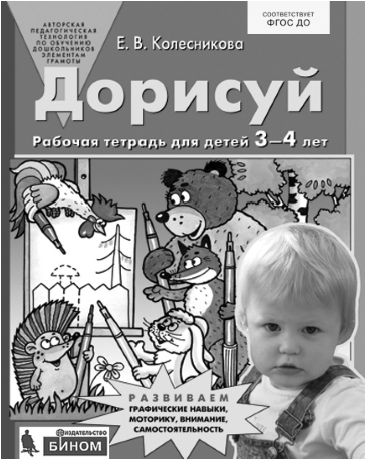 АВТОРСКАЯ
ПЕДАГОГИЧЕСКАЯ
ТЕХНОЛОГИЯ
ПО ОБУЧЕНИЮ
ДОШКОЛЬНИКОВ
ЭЛЕМЕНТАМ
ГРАМОТЫ
СООТВЕТСТВУЕТ
ФГОС ДО
Е. В. Колесникова
Дорисуй
Рабочая тетрадь для детей 3–4 лет
РАЗВИВАЕМ
ГРАФИЧЕСКИЕ НАВЫКИ,
МОТОРИКУ, ВНИМАНИЕ,
САМОСТОЯТЕЛЬНОСТЬ
ИЗДАТЕЛЬСТВО
БИНОМ